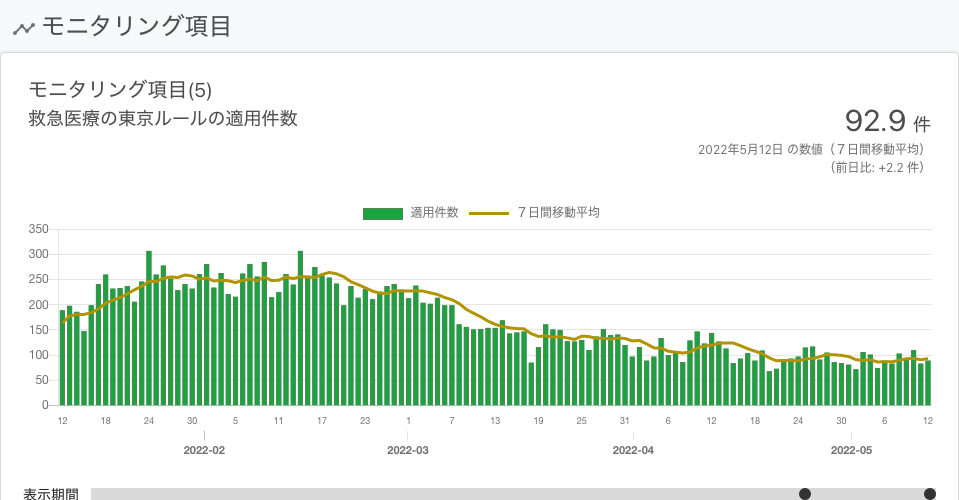 モニタリング項目
モニタリング項目(5)
救急医療の東京ルールの適用件数
92.9 件
2022年5月12日 の数値（７日間移動平均）
（前日比: +2.2 件）
適用件数 ７日間移動平均
350
300
250
200
150
100
50
0
12 18 24 30 5 11 17 23 1 7 13 19 25 31 6 12 18 24 30 6 12
2022-02 2022-03 2022-04 2022-05
表示期間